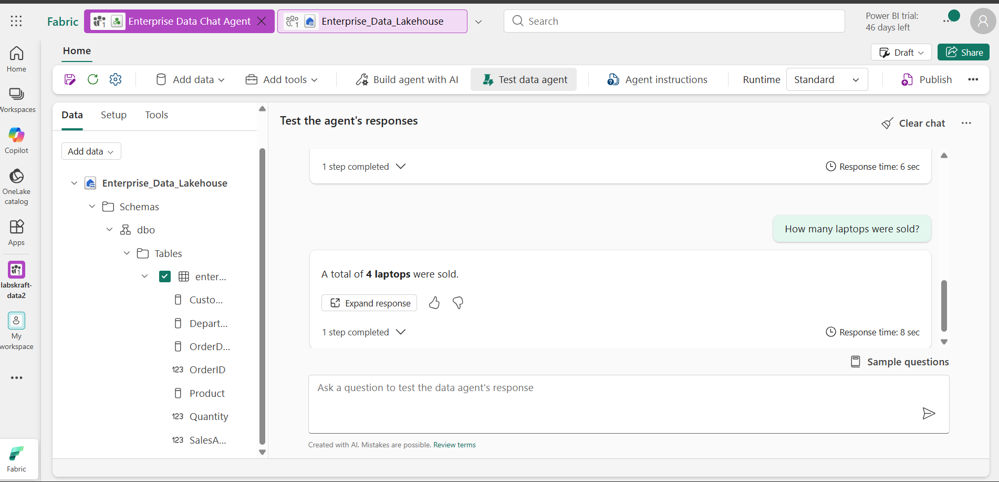 Fabric
1
Enterprise Data Chat Agent
1
Enterprise_Data_Lakehouse
Search
Power BI trial:
46 days left
Home
Draft
Share
Add data
Add tools
Build agent with AI
Test data agent
Agent instructions
Runtime
Standard
Publish
Home
Workspaces
Copilot
OneLake
catalog
Apps
1
labskraft-
data2
My
workspace
Fabric
Data
Setup
Tools
Add data
Enterprise_Data_Lakehouse
Schemas
dbo
Tables
enter...
Custo...
Depart...
OrderD...
123 OrderID
Product
123 Quantity
123 SalesA...
Test the agent's responses
Clear chat
1 step completed
Response time: 6 sec
How many laptops were sold?
A total of 4 laptops were sold.
Expand response
1 step completed
Response time: 8 sec
Sample questions
Ask a question to test the data agent's response
Created with AI. Mistakes are possible. Review terms